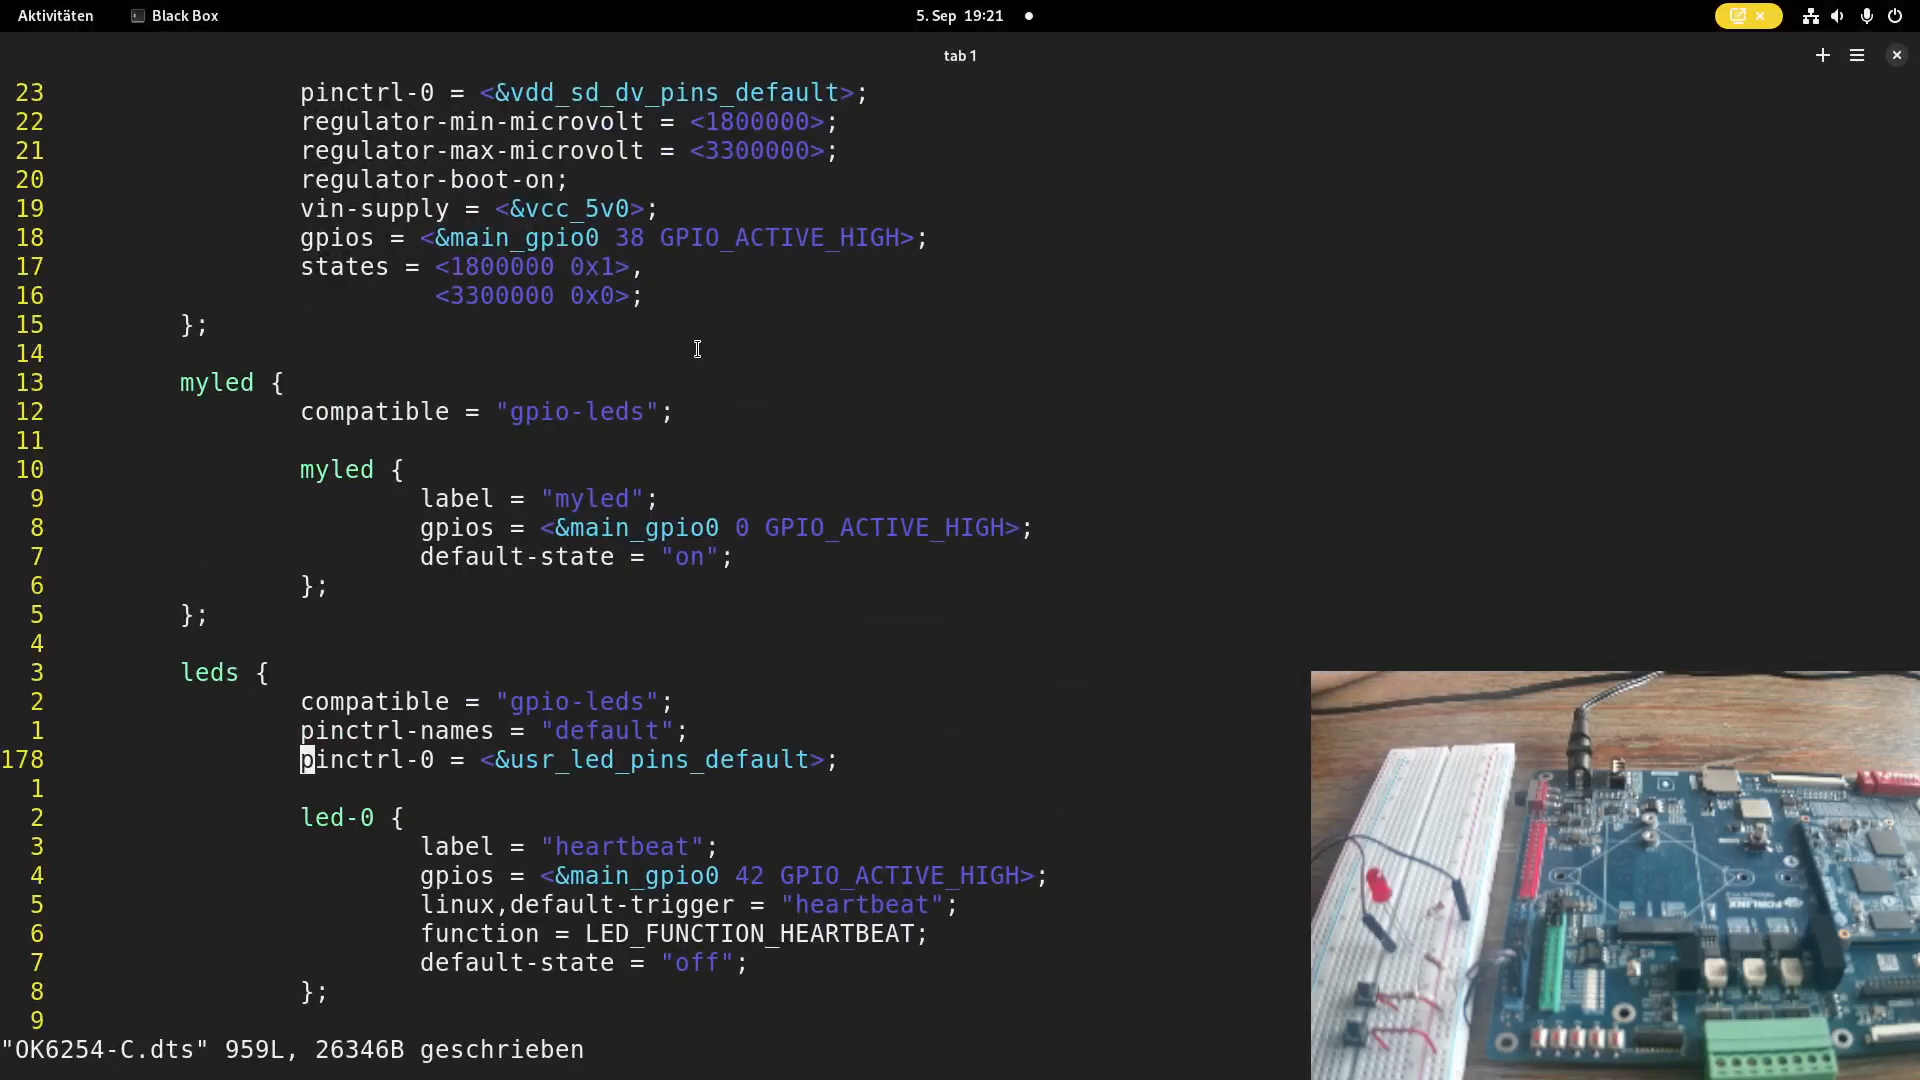 Aktivitäten Black Box 5. Sep 19:21
tab 1
23 pinctrl-0 = <&vdd_sd_dv_pins_default>;
22 regulator-min-microvolt = <1800000>;
21 regulator-max-microvolt = <3300000>;
20 regulator-boot-on;
19 vin-supply = <&vcc_5v0>;
18 gpios = <&main_gpio0 38 GPIO_ACTIVE_HIGH>;
17 states = <1800000 0x1>,
16 <3300000 0x0>;
15 };
14
13 myled {
12 compatible = "gpio-leds";
11
10 myled {
9 label = "myled";
8 gpios = <&main_gpio0 0 GPIO_ACTIVE_HIGH>;
7 default-state = "on";
6 };
5 };
4
3 leds {
2 compatible = "gpio-leds";
1 pinctrl-names = "default";
178 pinctrl-0 = <&usr_led_pins_default>;
1
2 led-0 {
3 label = "heartbeat";
4 gpios = <&main_gpio0 42 GPIO_ACTIVE_HIGH>;
5 linux,default-trigger = "heartbeat";
6 function = LED_FUNCTION_HEARTBEAT;
7 default-state = "off";
8 };
9
"OK6254-C.dts" 959L, 26346B geschrieben